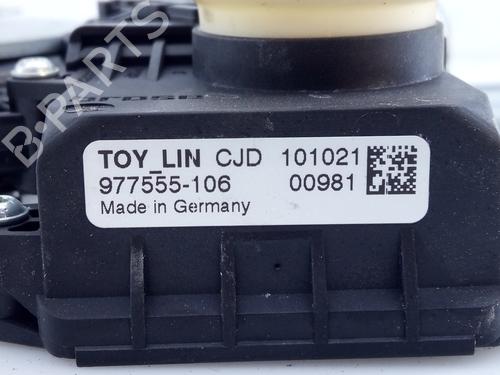 B-PARTS
TOY_LIN CJD 101021
977555-106 00981
Made in Germany